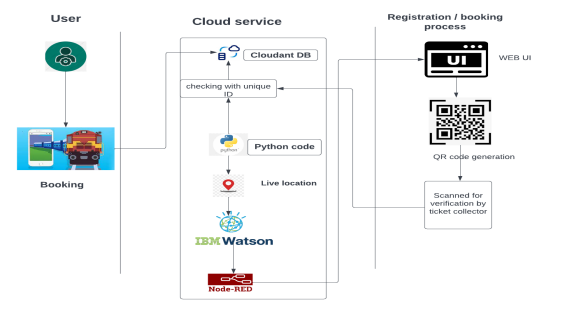 User
Cloud service
Registration / booking
process
Cloudant DB
UI
WEB UI
checking with unique
ID
python
Python code
QR code generation
Booking
Live location
Scanned for
verification by
ticket collector
IBM Watson
Node-RED